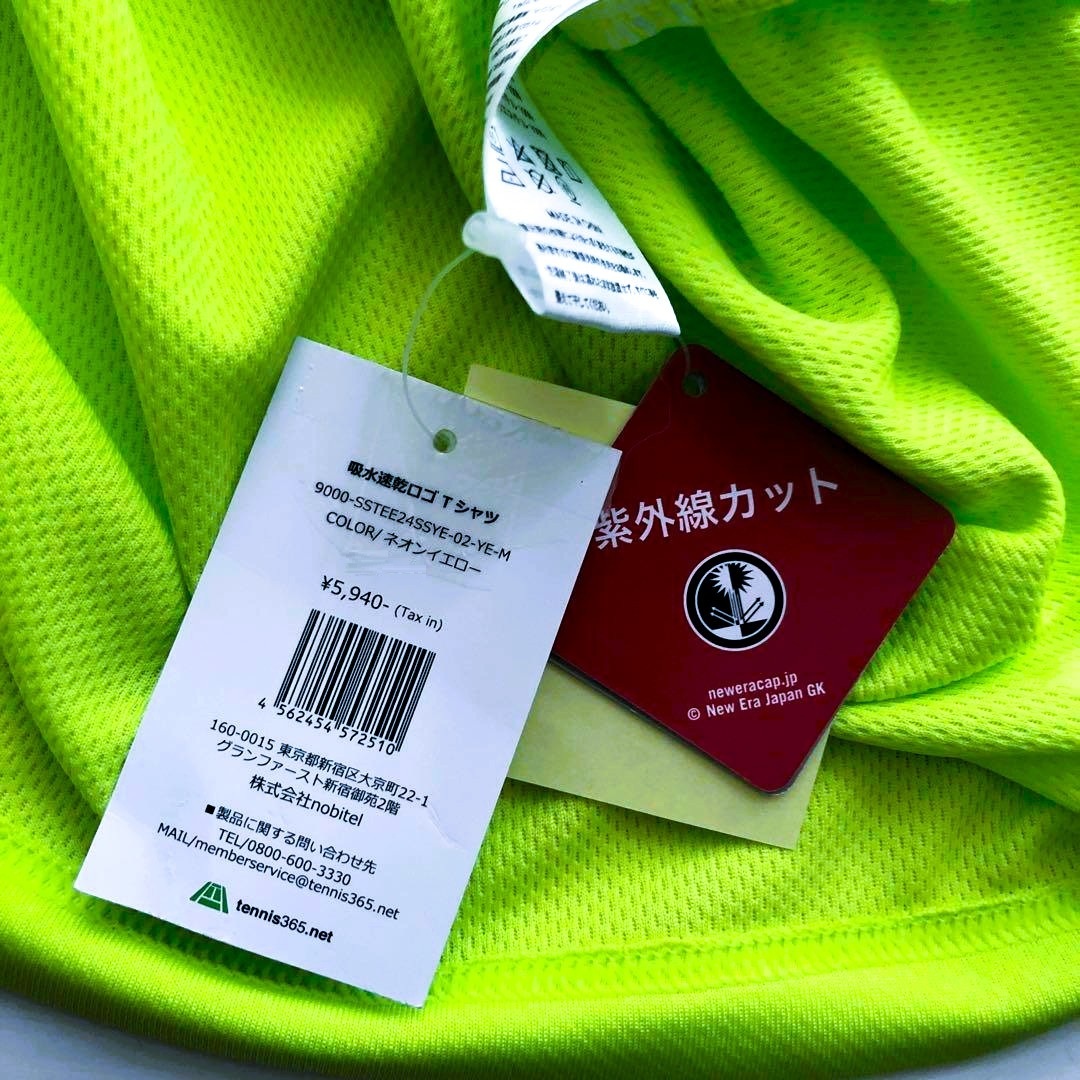 吸水速乾ロゴTシャツ
9000-SSTEE24SSYE-02-YE-M
COLOR/ ネオンイエロー
¥5,940- (Tax in)
4 562454 572510
160-0015 東京都新宿区大京町22-1
グランファースト新宿御苑2階
株式会社nobitel
■製品に関する問い合わせ先
TEL/0800-600-3330
MAIL/memberservice@tennis365.net
tennis365.net
紫外線カット
neweracap.jp
© New Era Japan GK